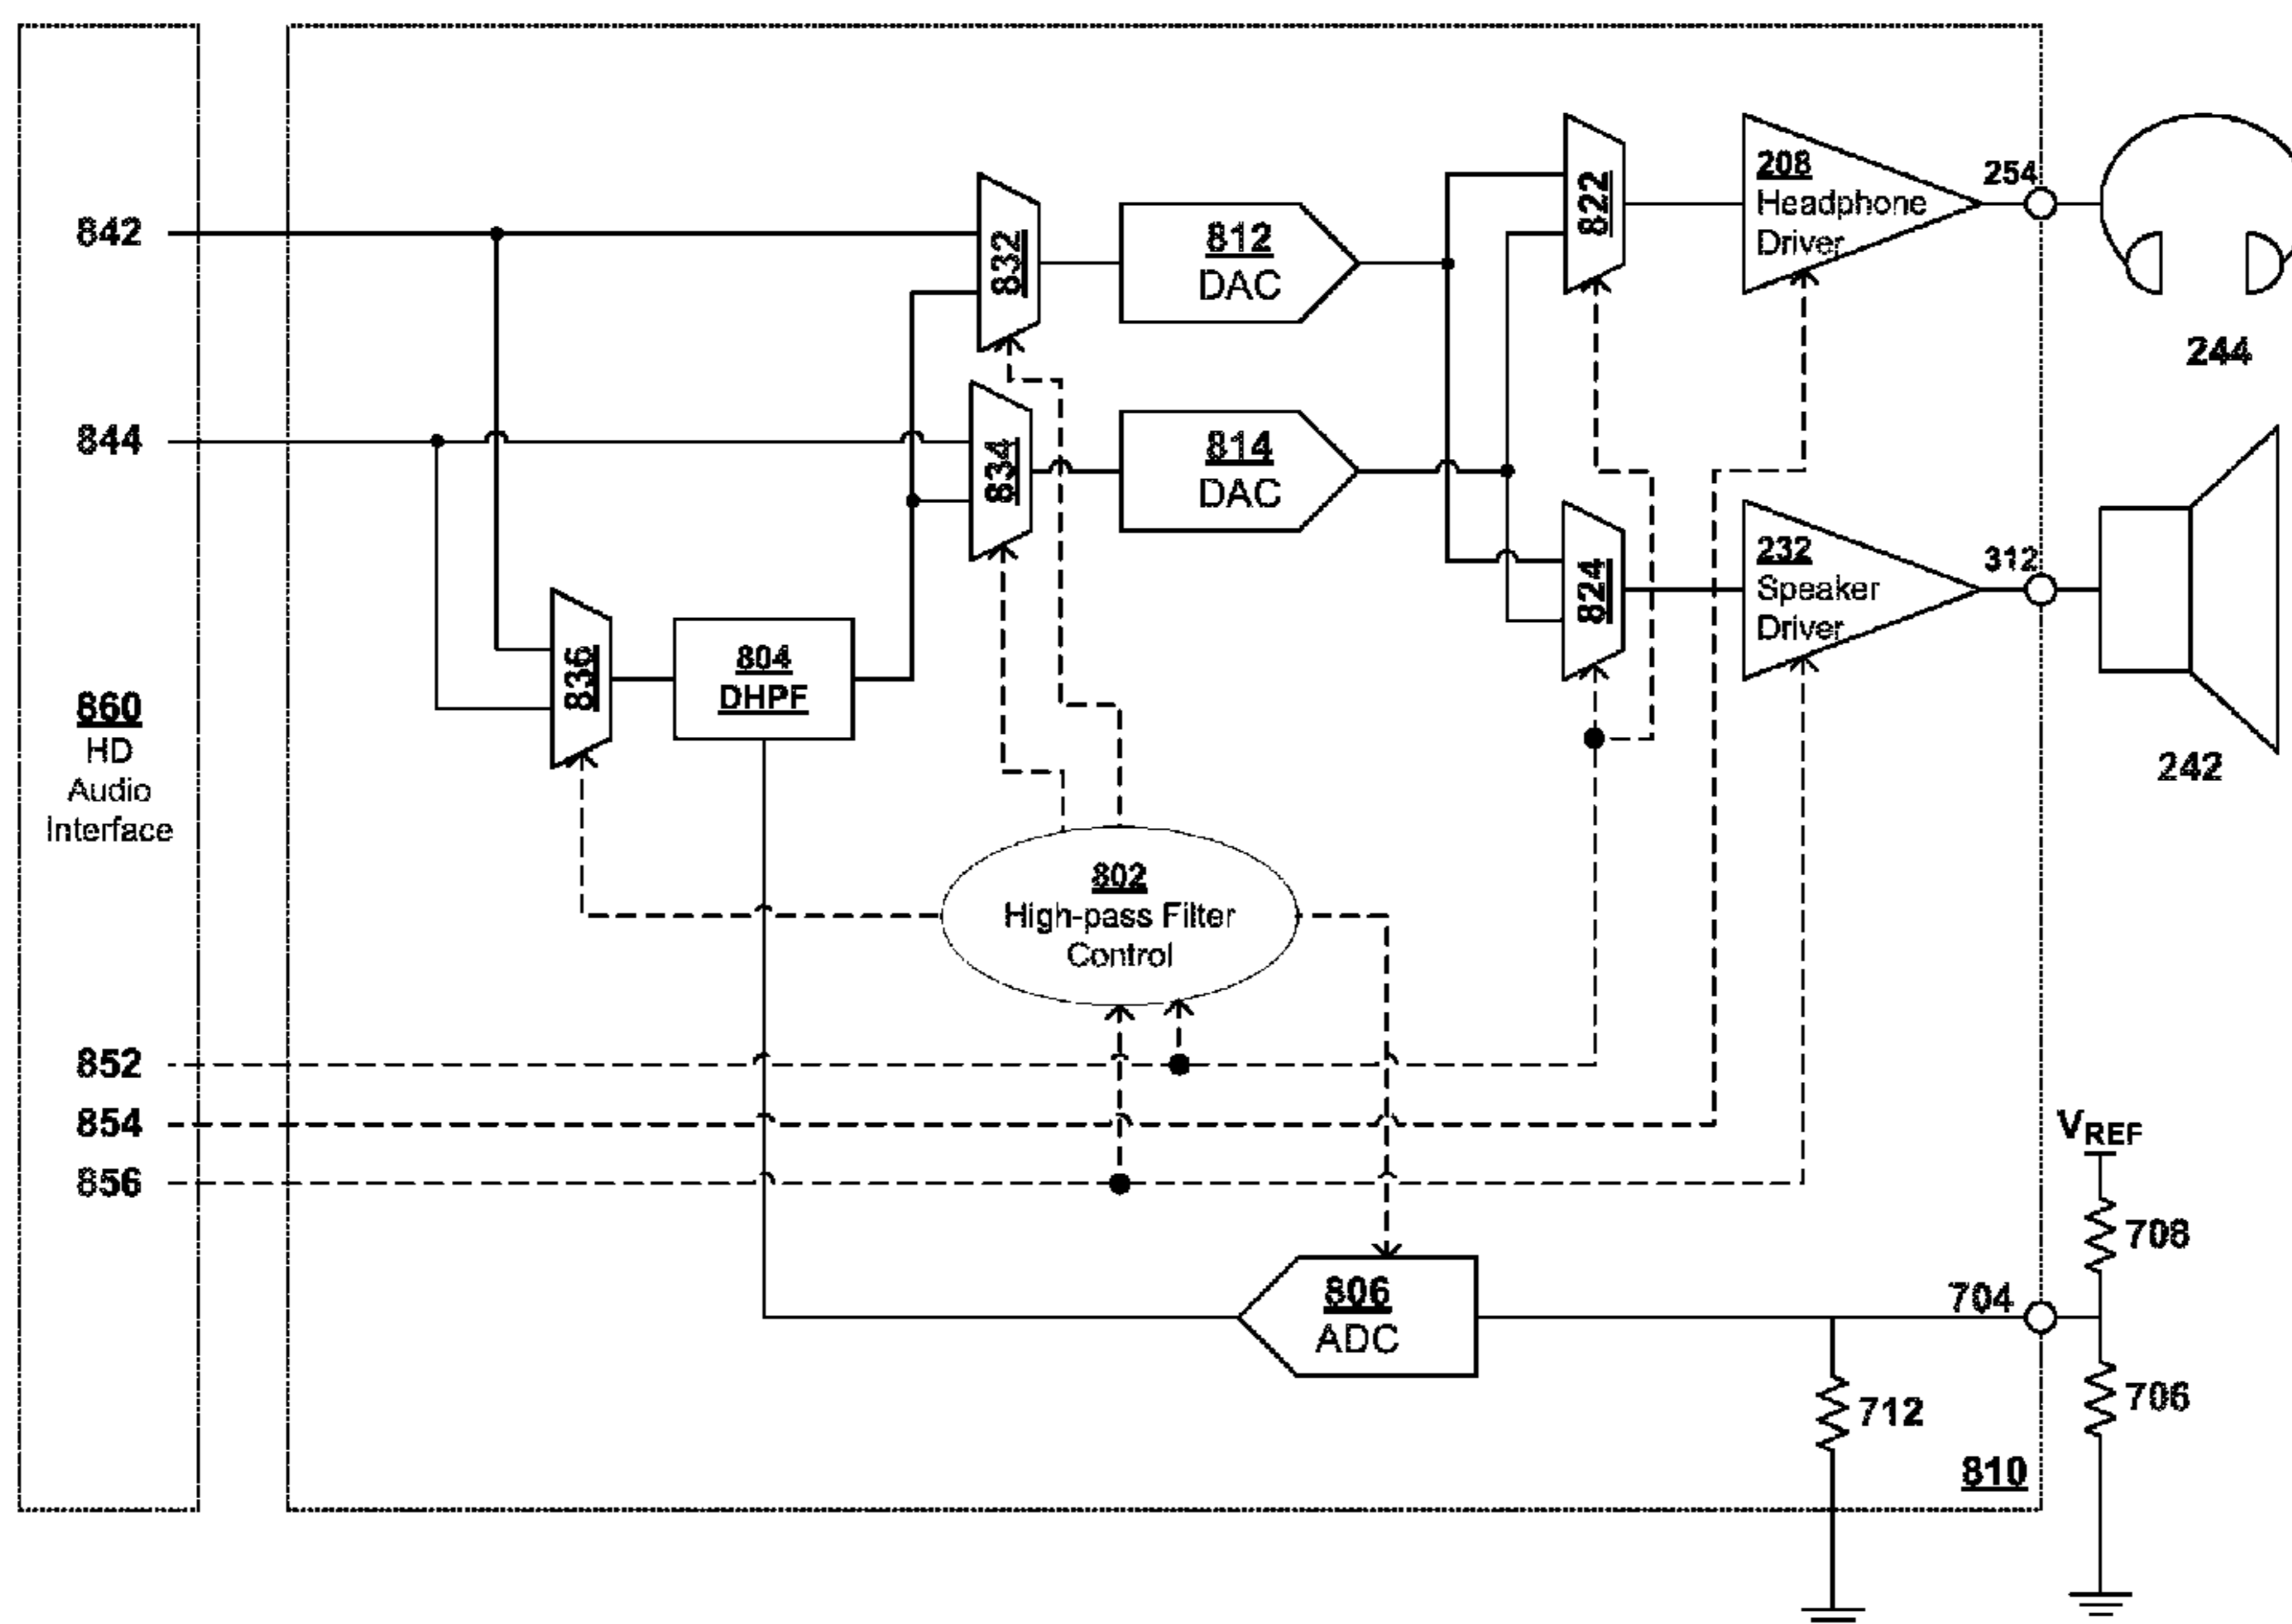 842
844
860
HD
Audio
Interface
852
854
856
832
834
836
804
DHPF
812
DAC
814
DAC
822
824
208
Headphone
Driver
254
244
232
Speaker
Driver
312
242
802
High-pass Filter
Control
806
ADC
704
V_REF
708
706
712
810